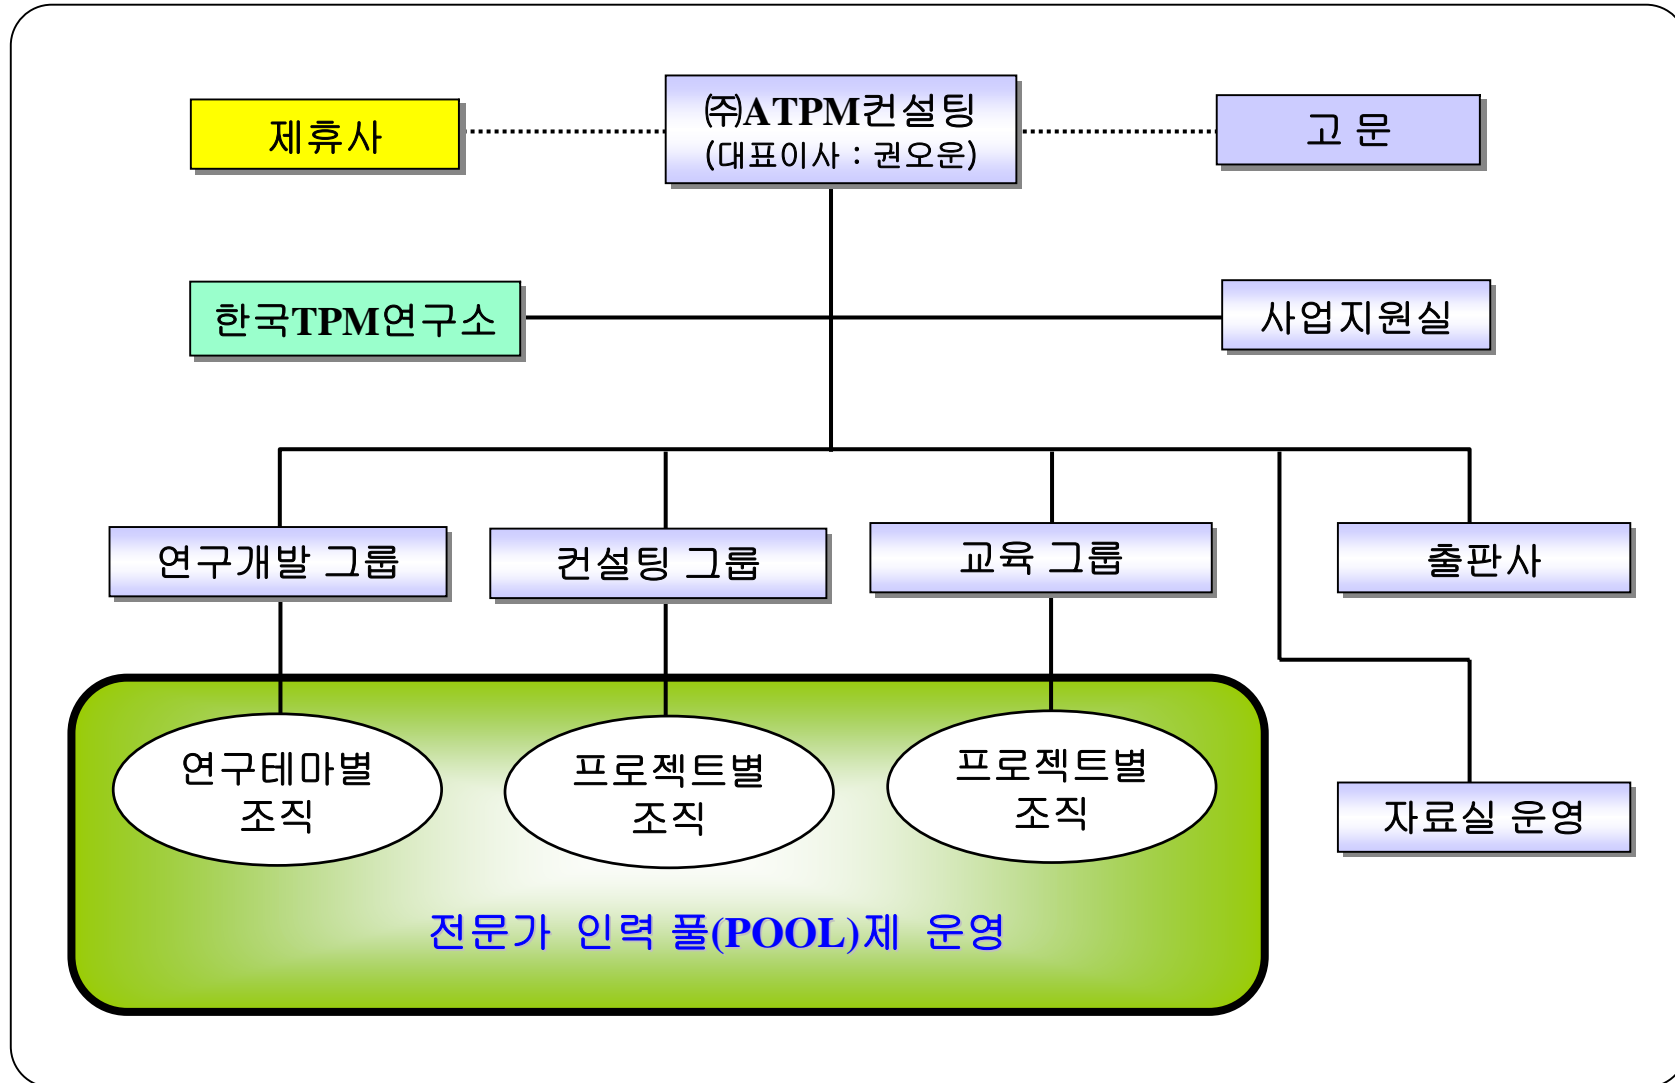 제휴사
㈜ATPM컨설팅
(대표이사 : 권오운)
고 문
한국TPM연구소
사업지원실
연구개발 그룹
컨설팅 그룹
교육 그룹
출판사
연구테마별
조직
프로젝트별
조직
프로젝트별
조직
자료실 운영
전문가 인력 풀(POOL)제 운영